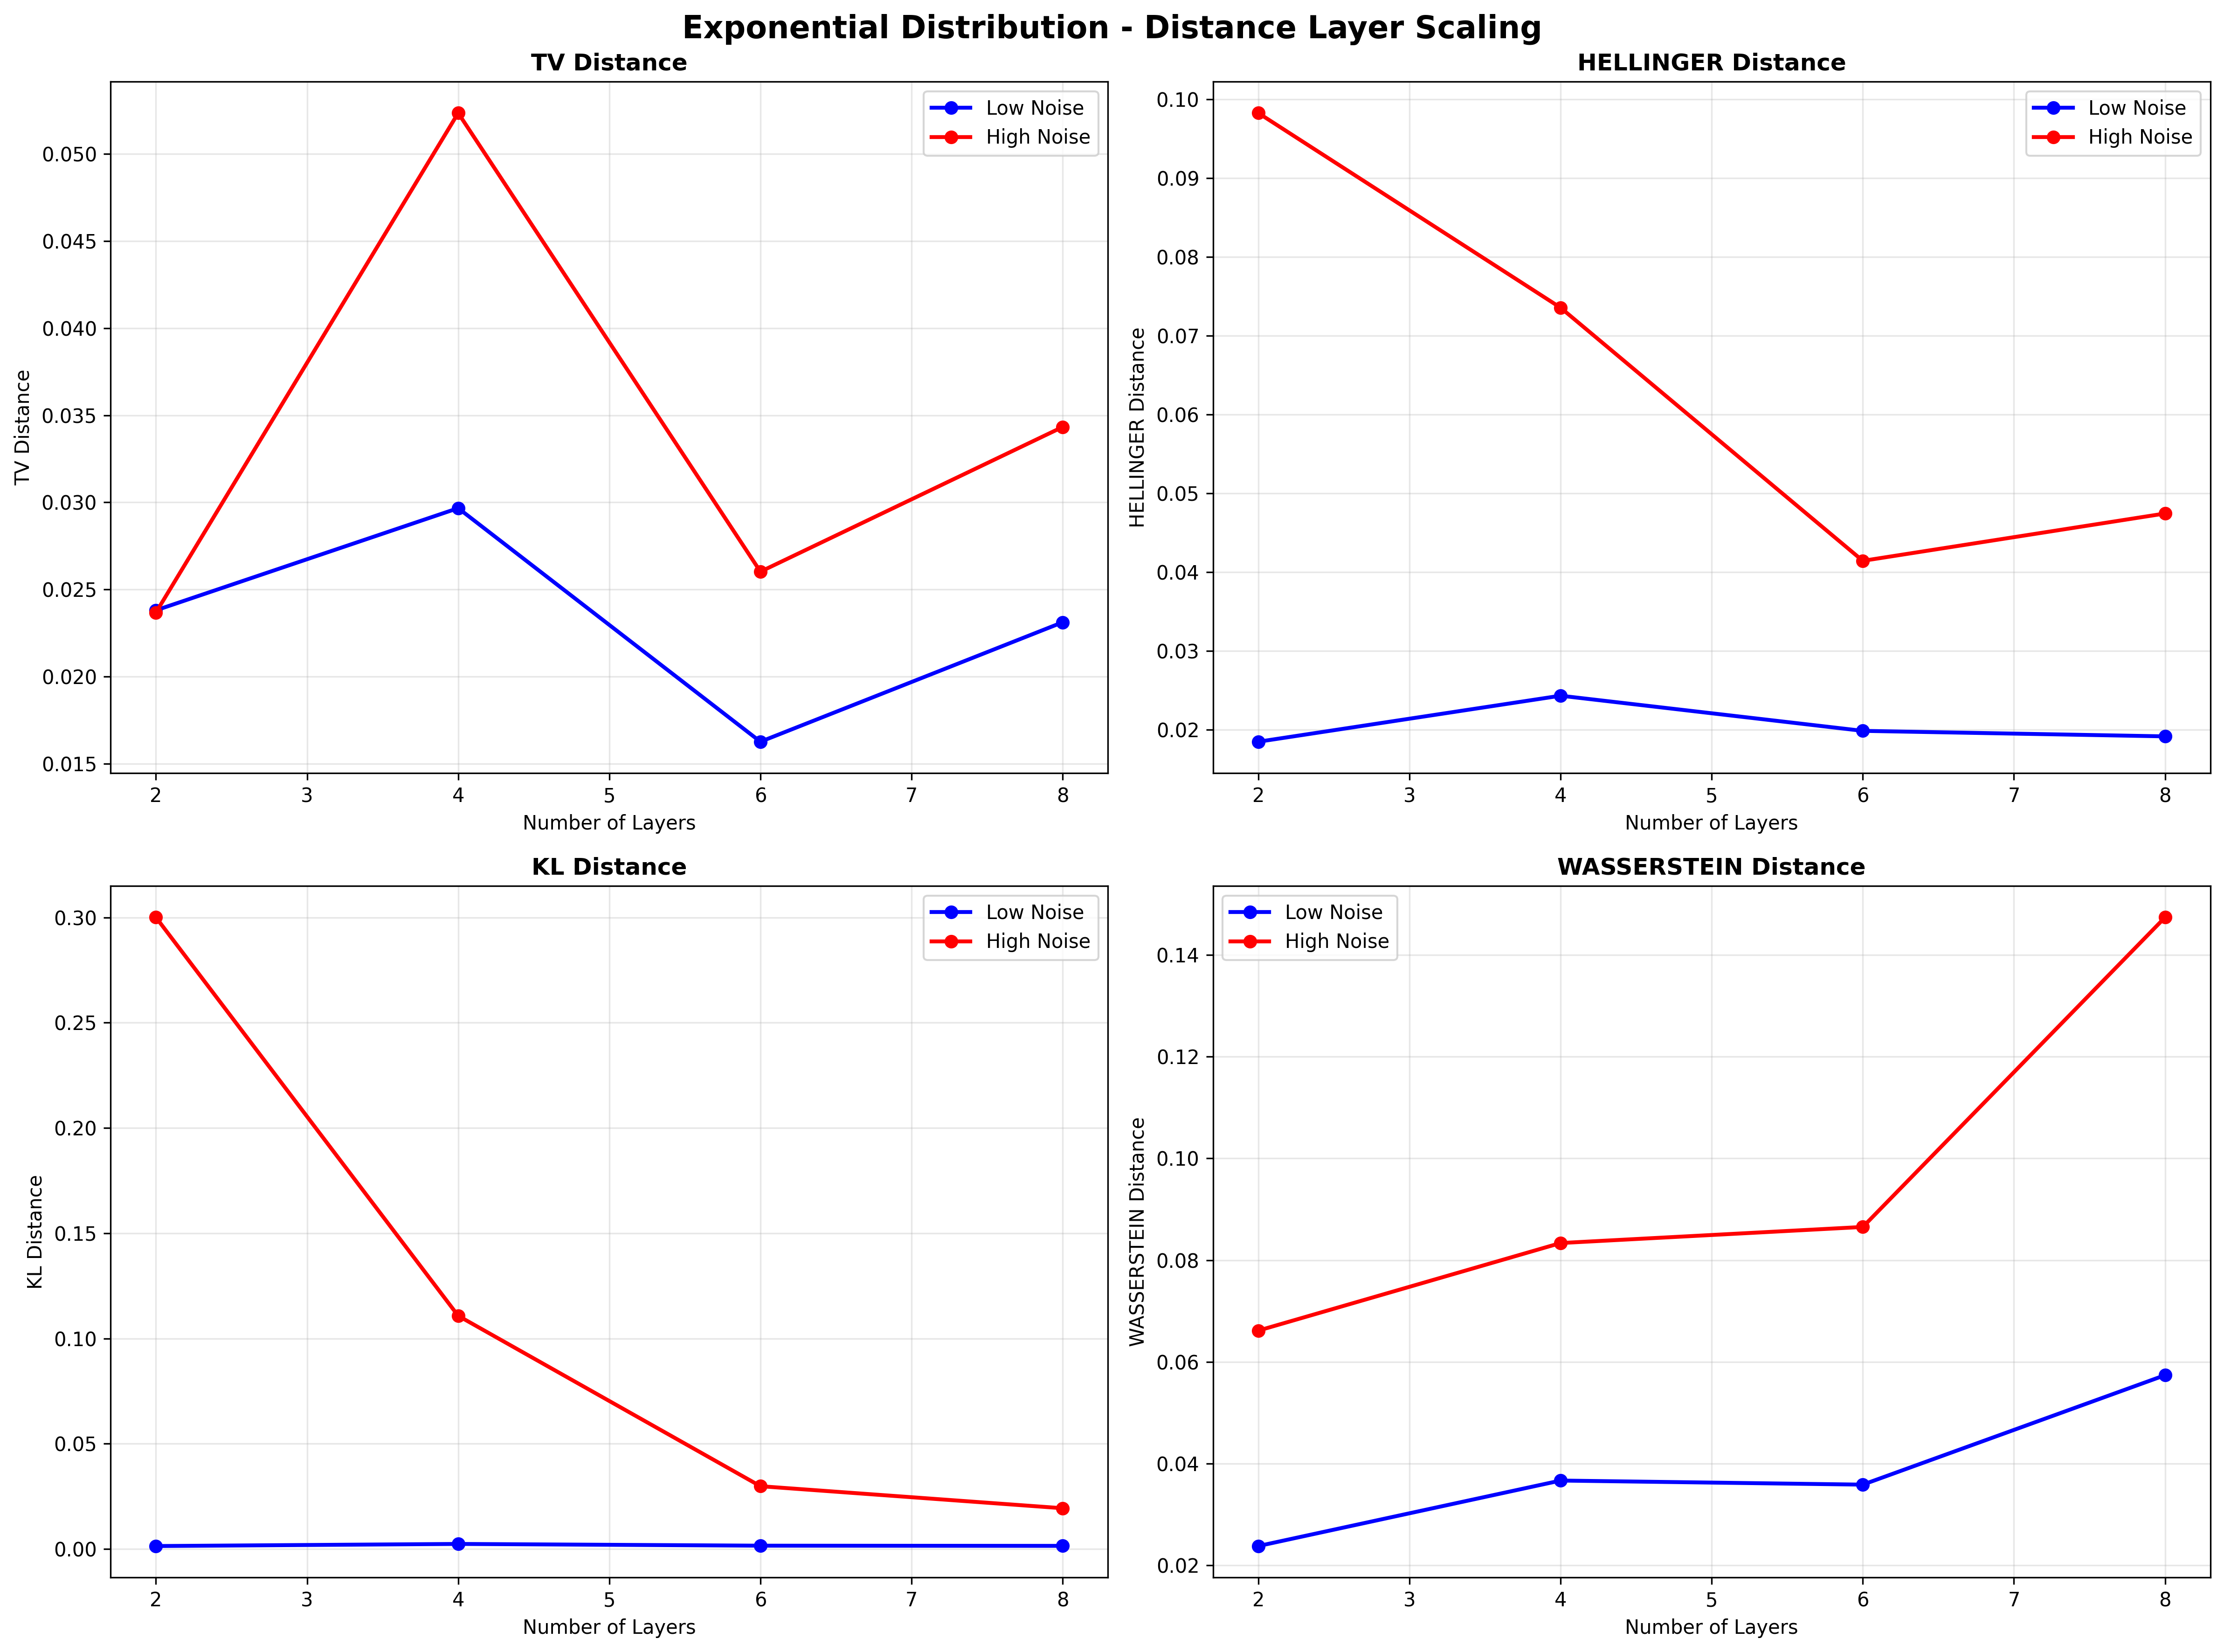 Exponential Distribution - Distance Layer Scaling
TV Distance
Low Noise
High Noise
0.050
0.045
0.040
0.035
0.030
0.025
0.020
0.015
TV Distance
2 3 4 5 6 7 8
Number of Layers
HELLINGER Distance
Low Noise
High Noise
0.10
0.09
0.08
0.07
0.06
0.05
0.04
0.03
0.02
HELLINGER Distance
2 3 4 5 6 7 8
Number of Layers
KL Distance
Low Noise
High Noise
0.30
0.25
0.20
0.15
0.10
0.05
0.00
KL Distance
2 3 4 5 6 7 8
Number of Layers
WASSERSTEIN Distance
Low Noise
High Noise
0.14
0.12
0.10
0.08
0.06
0.04
0.02
WASSERSTEIN Distance
2 3 4 5 6 7 8
Number of Layers